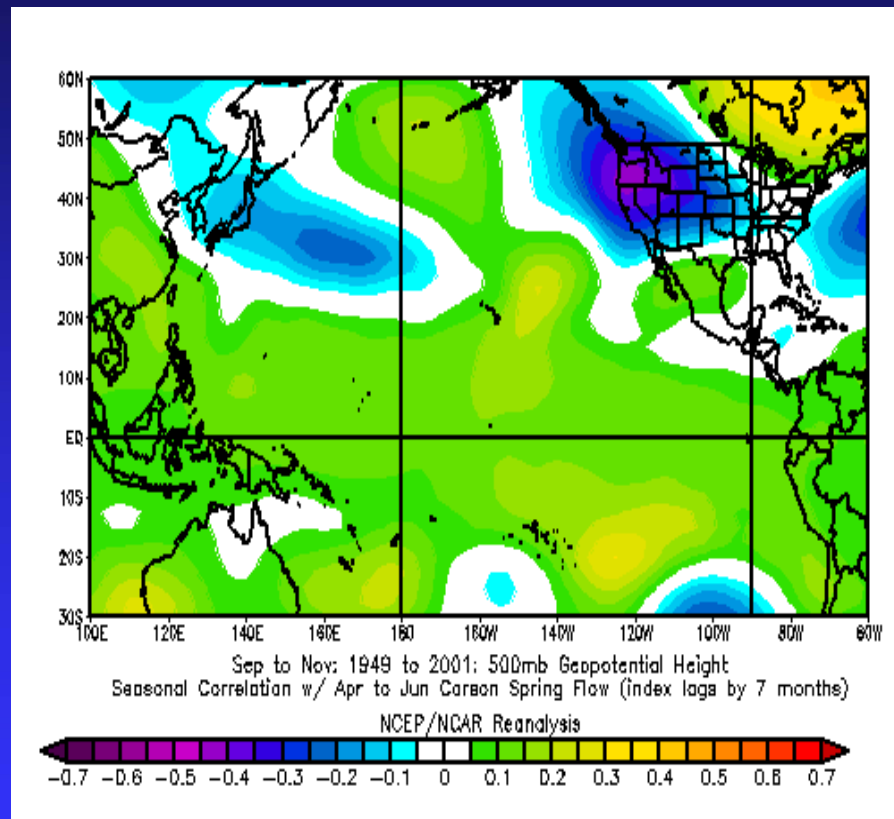 60N
50N
40N
30N
20N
10N
EQ
10S
20S
30S
100E 120E 140E 160E 180 160W 140W 120W 100W 80W 60W
Sep to Nov: 1949 to 2001: 500mb Geopotential Height
Seasonal Correlation w/ Apr to Jun Carson Spring Flow (index lags by 7 months)
NCEP/NCAR Reanalysis
-0.7 -0.6 -0.5 -0.4 -0.3 -0.2 -0.1 0 0.1 0.2 0.3 0.4 0.5 0.6 0.7